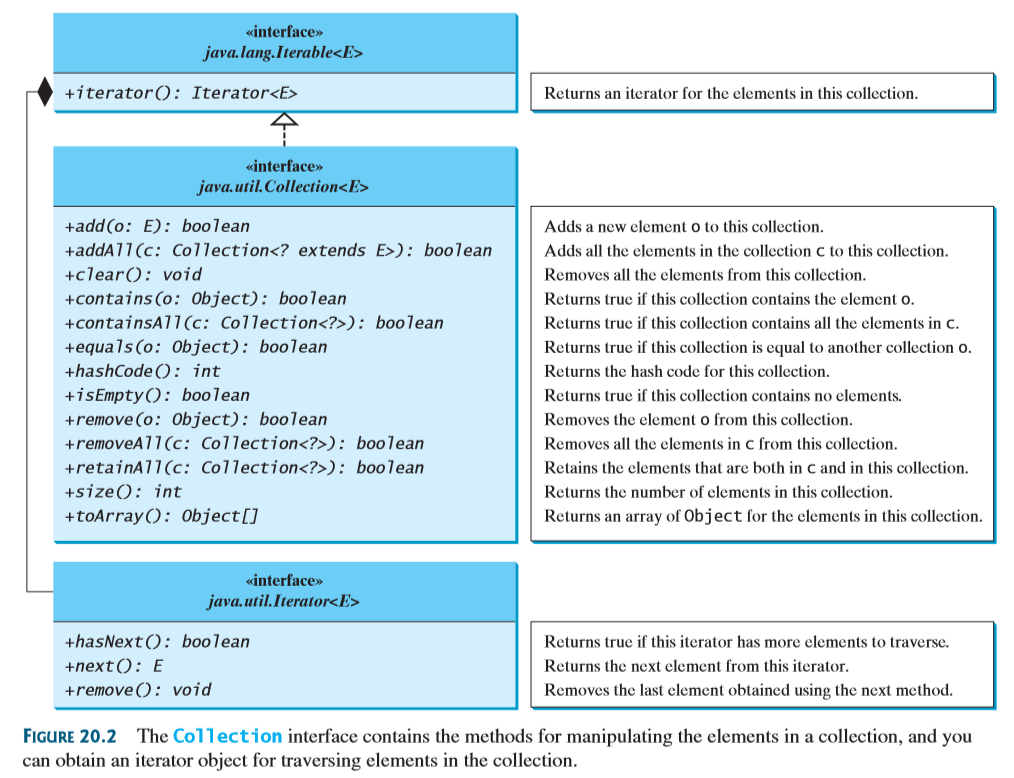 «interface»
java.lang.Iterable<E>
+iterator(): Iterator<E>
Returns an iterator for the elements in this collection.
«interface»
java.util.Collection<E>
+add(o: E): boolean
Adds a new element o to this collection.
+addAll(c: Collection<? extends E>): boolean
Adds all the elements in the collection c to this collection.
+clear(): void
Removes all the elements from this collection.
+contains(o: Object): boolean
Returns true if this collection contains the element o.
+containsAll(c: Collection<?>): boolean
Returns true if this collection contains all the elements in c.
+equals(o: Object): boolean
Returns true if this collection is equal to another collection o.
+hashCode(): int
Returns the hash code for this collection.
+isEmpty(): boolean
Returns true if this collection contains no elements.
+remove(o: Object): boolean
Removes the element o from this collection.
+removeAll(c: Collection<?>): boolean
Removes all the elements in c from this collection.
+retainAll(c: Collection<?>): boolean
Retains the elements that are both in c and in this collection.
+size(): int
Returns the number of elements in this collection.
+toArray(): Object[]
Returns an array of Object for the elements in this collection.
«interface»
java.util.Iterator<E>
+hasNext(): boolean
Returns true if this iterator has more elements to traverse.
+next(): E
Returns the next element from this iterator.
+remove(): void
Removes the last element obtained using the next method.
FIGURE 20.2 The Collection interface contains the methods for manipulating the elements in a collection, and you
can obtain an iterator object for traversing elements in the collection.